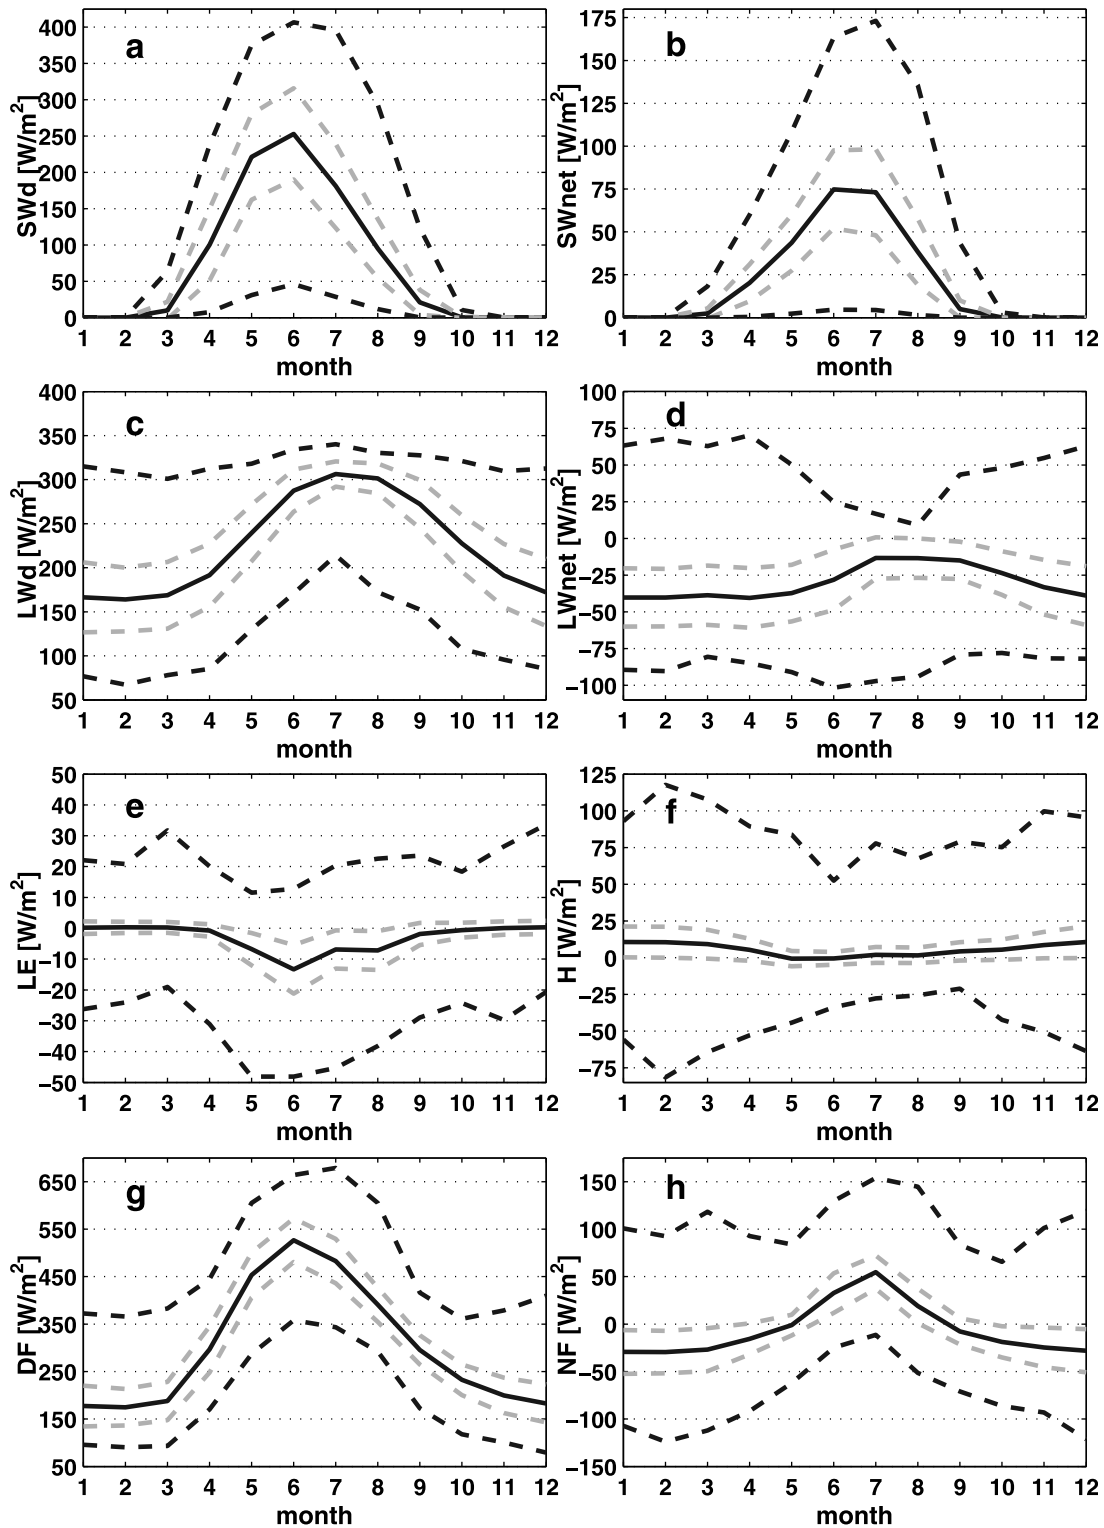 a
SWd [W/m²]
400
350
300
250
200
150
100
50
0
1 2 3 4 5 6 7 8 9 10 11 12
month
b
SWnet [W/m²]
175
150
125
100
75
50
25
0
1 2 3 4 5 6 7 8 9 10 11 12
month
c
LWd [W/m²]
400
350
300
250
200
150
100
50
1 2 3 4 5 6 7 8 9 10 11 12
month
d
LWnet [W/m²]
100
75
50
25
0
−25
−50
−75
−100
1 2 3 4 5 6 7 8 9 10 11 12
month
e
LE [W/m²]
50
40
30
20
10
0
−10
−20
−30
−40
−50
1 2 3 4 5 6 7 8 9 10 11 12
month
f
H [W/m²]
125
100
75
50
25
0
−25
−50
−75
1 2 3 4 5 6 7 8 9 10 11 12
month
g
DF [W/m²]
650
550
450
350
250
150
50
1 2 3 4 5 6 7 8 9 10 11 12
month
h
NF [W/m²]
150
100
50
0
−50
−100
−150
1 2 3 4 5 6 7 8 9 10 11 12
month